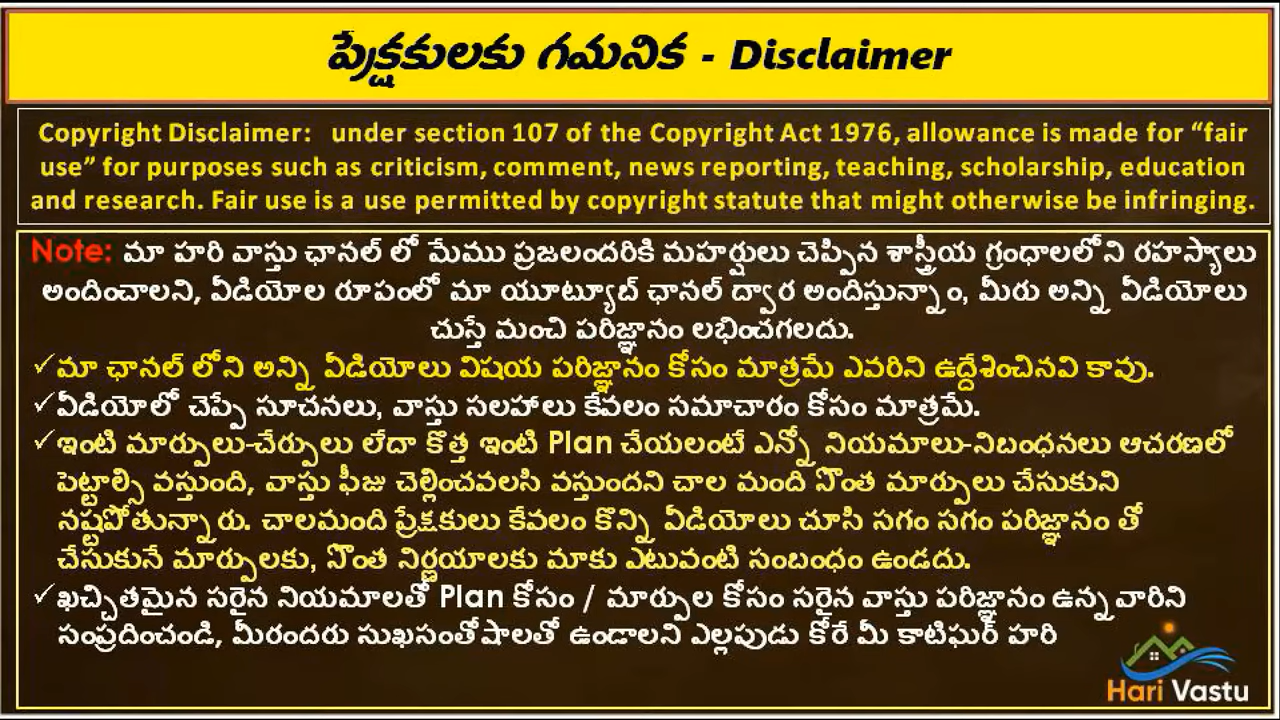 ప్రేక్షకులకు గమనిక - Disclaimer
Copyright Disclaimer: under section 107 of the Copyright Act 1976, allowance is made for “fair
use” for purposes such as criticism, comment, news reporting, teaching, scholarship, education
and research. Fair use is a use permitted by copyright statute that might otherwise be infringing.
Note: మా హరి వాస్తు ఛానల్ లో మేము ప్రజలందరికి మహర్షులు చెప్పిన శాస్త్రీయ గ్రంధాలలోని రహస్యాలు
అందించాలని, వీడియోల రూపంలో మా యూట్యూబ్ ఛానల్ ద్వార అందిస్తున్నాం, మీరు అన్ని వీడియోలు
చుస్తే మంచి పరిజ్ఞానం లభించగలదు.
✓మా ఛానల్ లోని అన్ని వీడియోలు విషయ పరిజ్ఞానం కోసం మాత్రమే ఎవరిని ఉద్దేశించినవి కావు.
✓వీడియోలో చెప్పే సూచనలు, వాస్తు సలహాలు కేవలం సమాచారం కోసం మాత్రమే.
✓ఇంటి మార్పులు-చేర్పులు లేదా కొత్త ఇంటి Plan చేయలంటే ఎన్నో నియమాలు-నిబంధనలు ఆచరణలో
పెట్టాల్సి వస్తుంది, వాస్తు ఫీజు చెల్లించవలసి వస్తుందని చాల మంది సొంత మార్పులు చేసుకుని
నష్టపోతున్నారు. చాలమంది ప్రేక్షకులు కేవలం కొన్ని వీడియోలు చూసి సగం సగం పరిజ్ఞానం తో
చేసుకునే మార్పులకు, సొంత నిర్ణయాలకు మాకు ఎటువంటి సంబంధం ఉండదు.
✓ఖచ్చితమైన సరైన నియమాలతో Plan కోసం / మార్పుల కోసం సరైన వాస్తు పరిజ్ఞానం ఉన్నవారిని
సంప్రదించండి, మీరందరు సుఖసంతోషాలతో ఉండాలని ఎల్లపుడు కోరే మీ కాటిఘర్ హరి
Hari Vastu